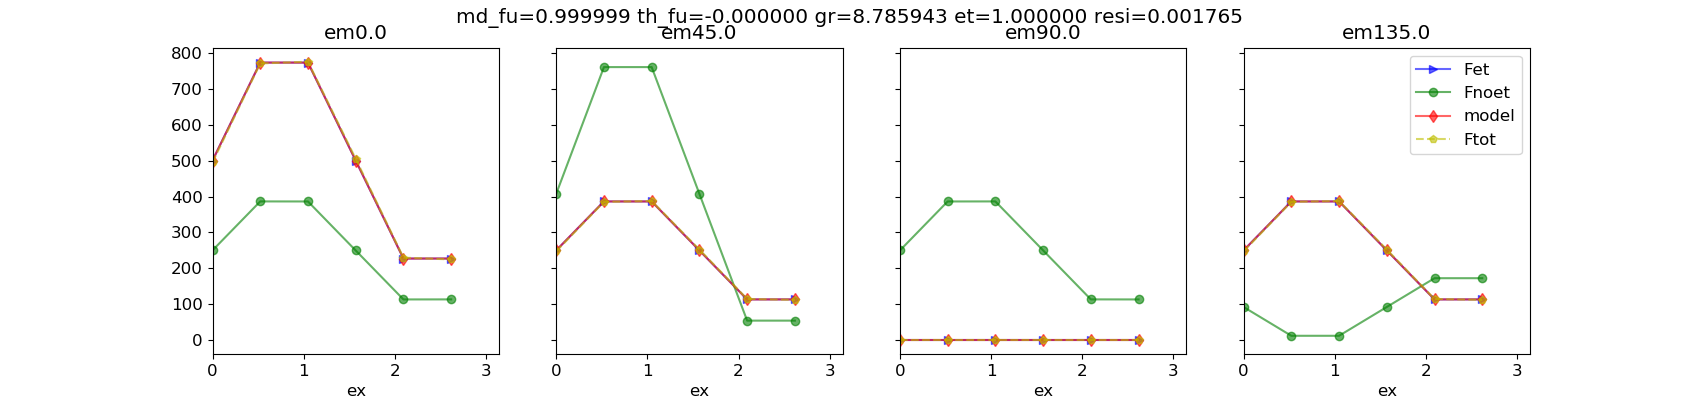 md_fu=0.999999 th_fu=-0.000000 gr=8.785943 et=1.000000 resi=0.001765
em0.0 em45.0 em90.0 em135.0
800
700
600
500
400
300
200
100
0
Fet
Fnoet
model
Ftot
0 1 2 3 0 1 2 3 0 1 2 3 0 1 2 3
ex ex ex ex